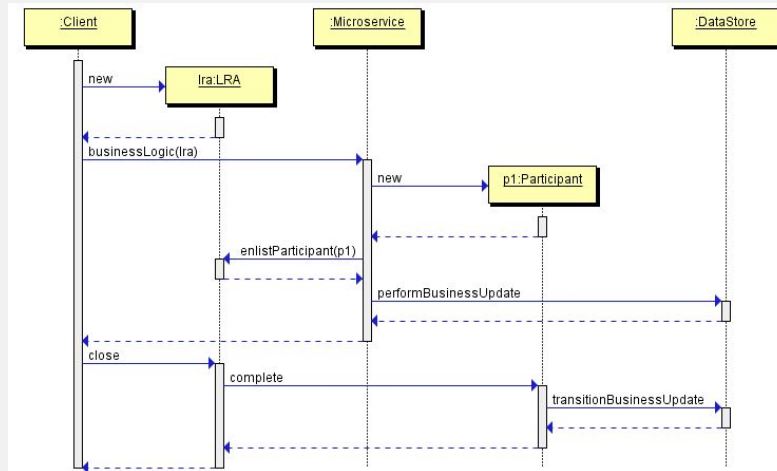 :Client
:Microservice
:DataStore
new
lra:LRA
businessLogic(lra)
new
p1:Participant
enlistParticipant(p1)
performBusinessUpdate
close
complete
transitionBusinessUpdate